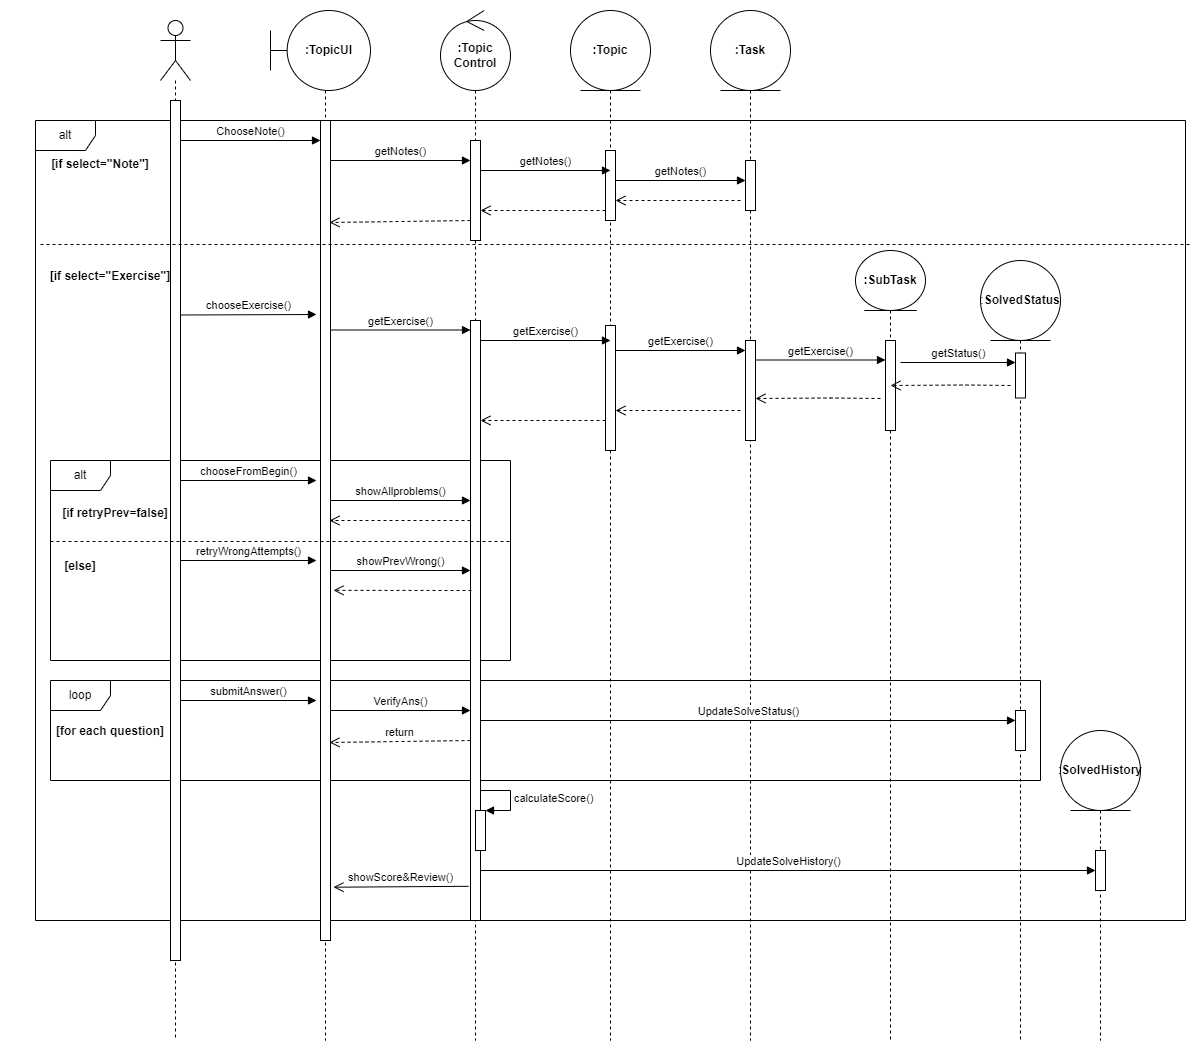 :TopicUI
:Topic
Control
:Topic
:Task
alt
ChooseNote()
[if select="Note"]
getNotes()
getNotes()
getNotes()
[if select="Exercise"]
:SubTask
:SolvedStatus
chooseExercise()
getExercise()
getExercise()
getExercise()
getExercise()
getStatus()
alt
chooseFromBegin()
showAllproblems()
[if retryPrev=false]
retryWrongAttempts()
showPrevWrong()
[else]
loop
submitAnswer()
VerifyAns()
UpdateSolveStatus()
[for each question]
return
:SolvedHistory
calculateScore()
UpdateSolveHistory()
showScore&Review()